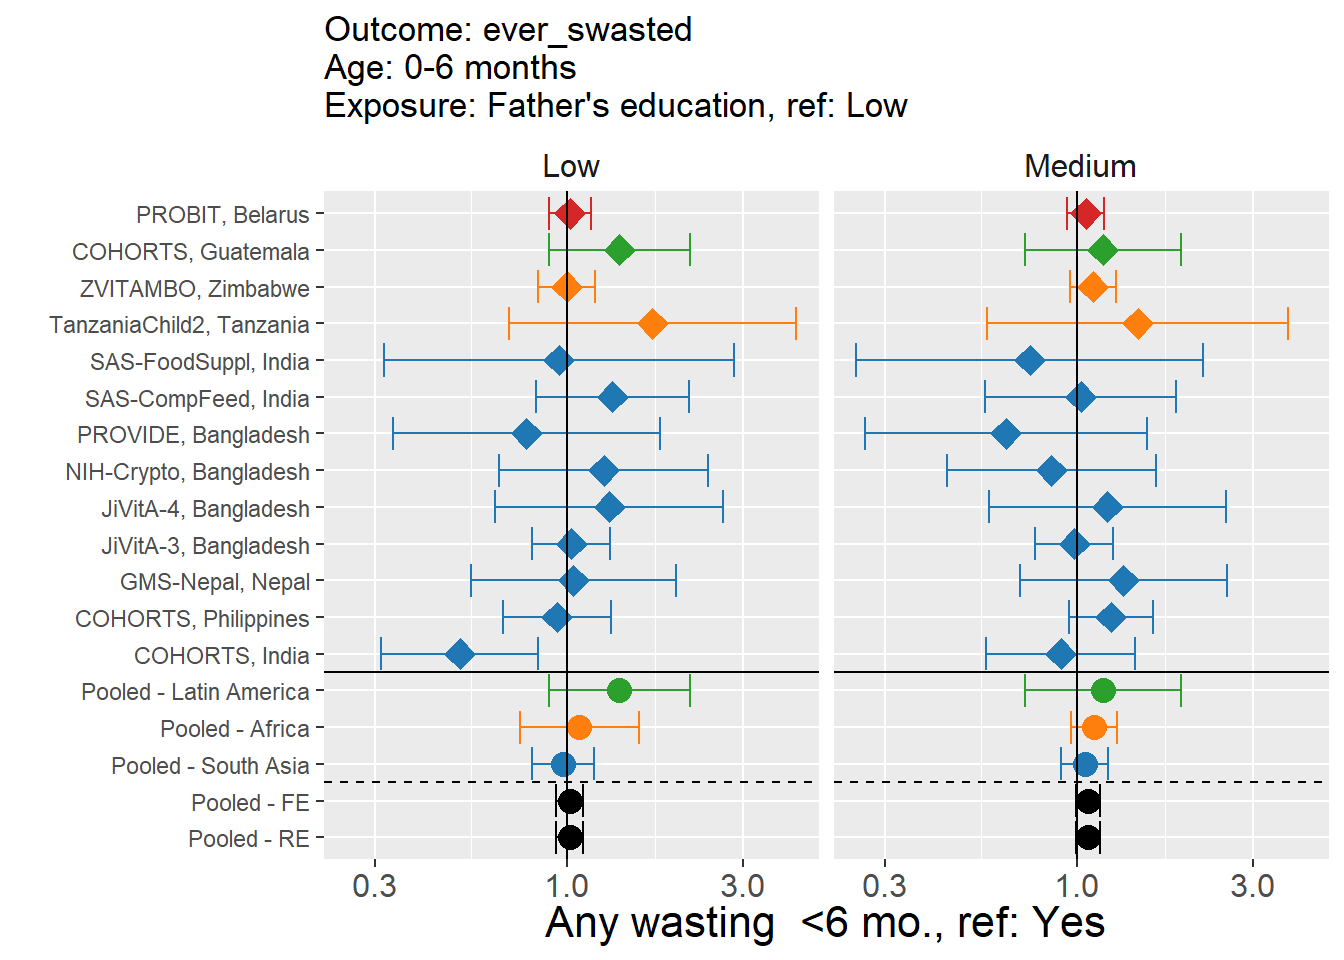 Outcome: ever_swasted
Age: 0-6 months
Exposure: Father's education, ref: Low
Low
Medium
PROBIT, Belarus
COHORTS, Guatemala
ZVITAMBO, Zimbabwe
TanzaniaChild2, Tanzania
SAS-FoodSuppl, India
SAS-CompFeed, India
PROVIDE, Bangladesh
NIH-Crypto, Bangladesh
JiVitA-4, Bangladesh
JiVitA-3, Bangladesh
GMS-Nepal, Nepal
COHORTS, Philippines
COHORTS, India
Pooled - Latin America
Pooled - Africa
Pooled - South Asia
Pooled - FE
Pooled - RE
0.3 1.0 3.0
0.3 1.0 3.0
Any wasting  <6 mo., ref: Yes